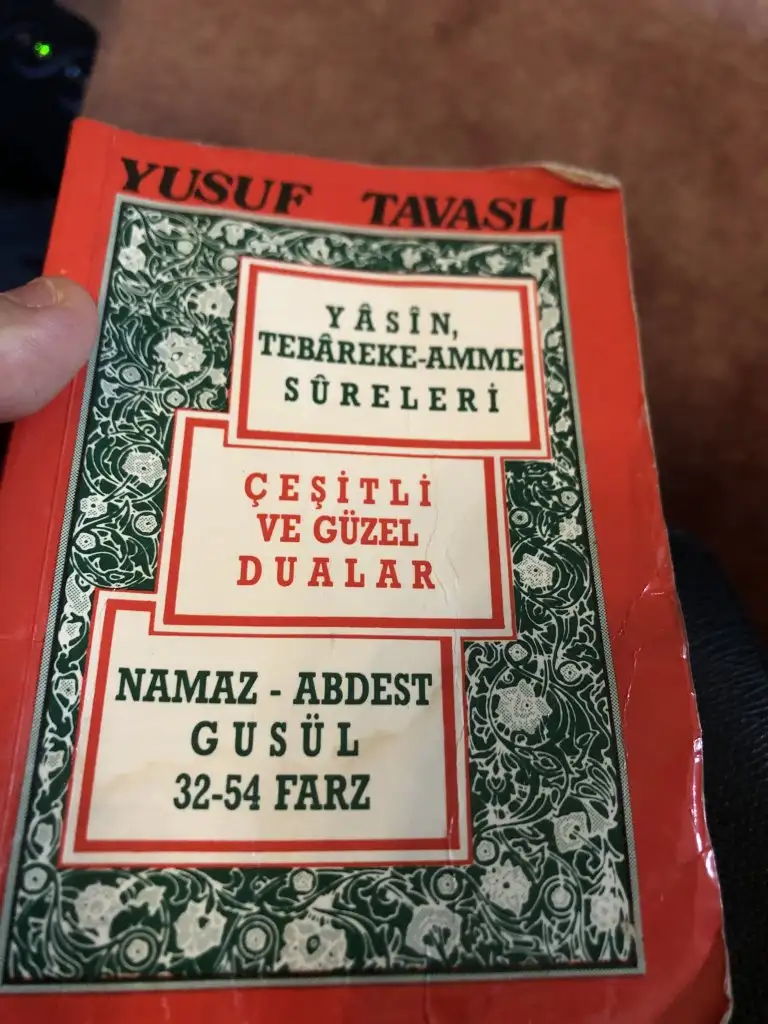 YUSUF TAVASLI
YÂSÎN,
TEBÂREKE-AMME
SÛRELERİ
ÇEŞİTLİ
VE GÜZEL
DUALAR
NAMAZ - ABDEST
GUSÜL
32-54 FARZ